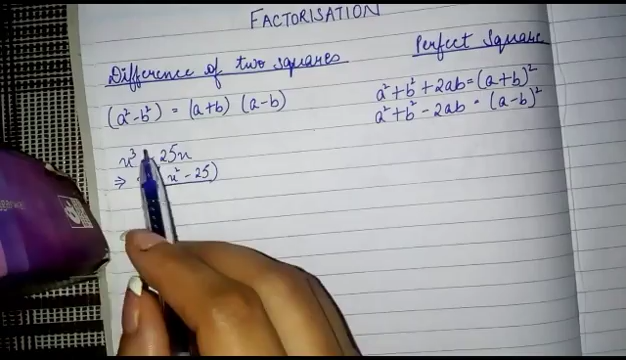 FACTORISATION
Difference of two squares
(a²-b²) = (a+b) (a-b)
x³ - 25x
⇒ x² - 25)
Perfect Square
a²+b²+2ab=(a+b)²
a²+b²-2ab = (a-b)²